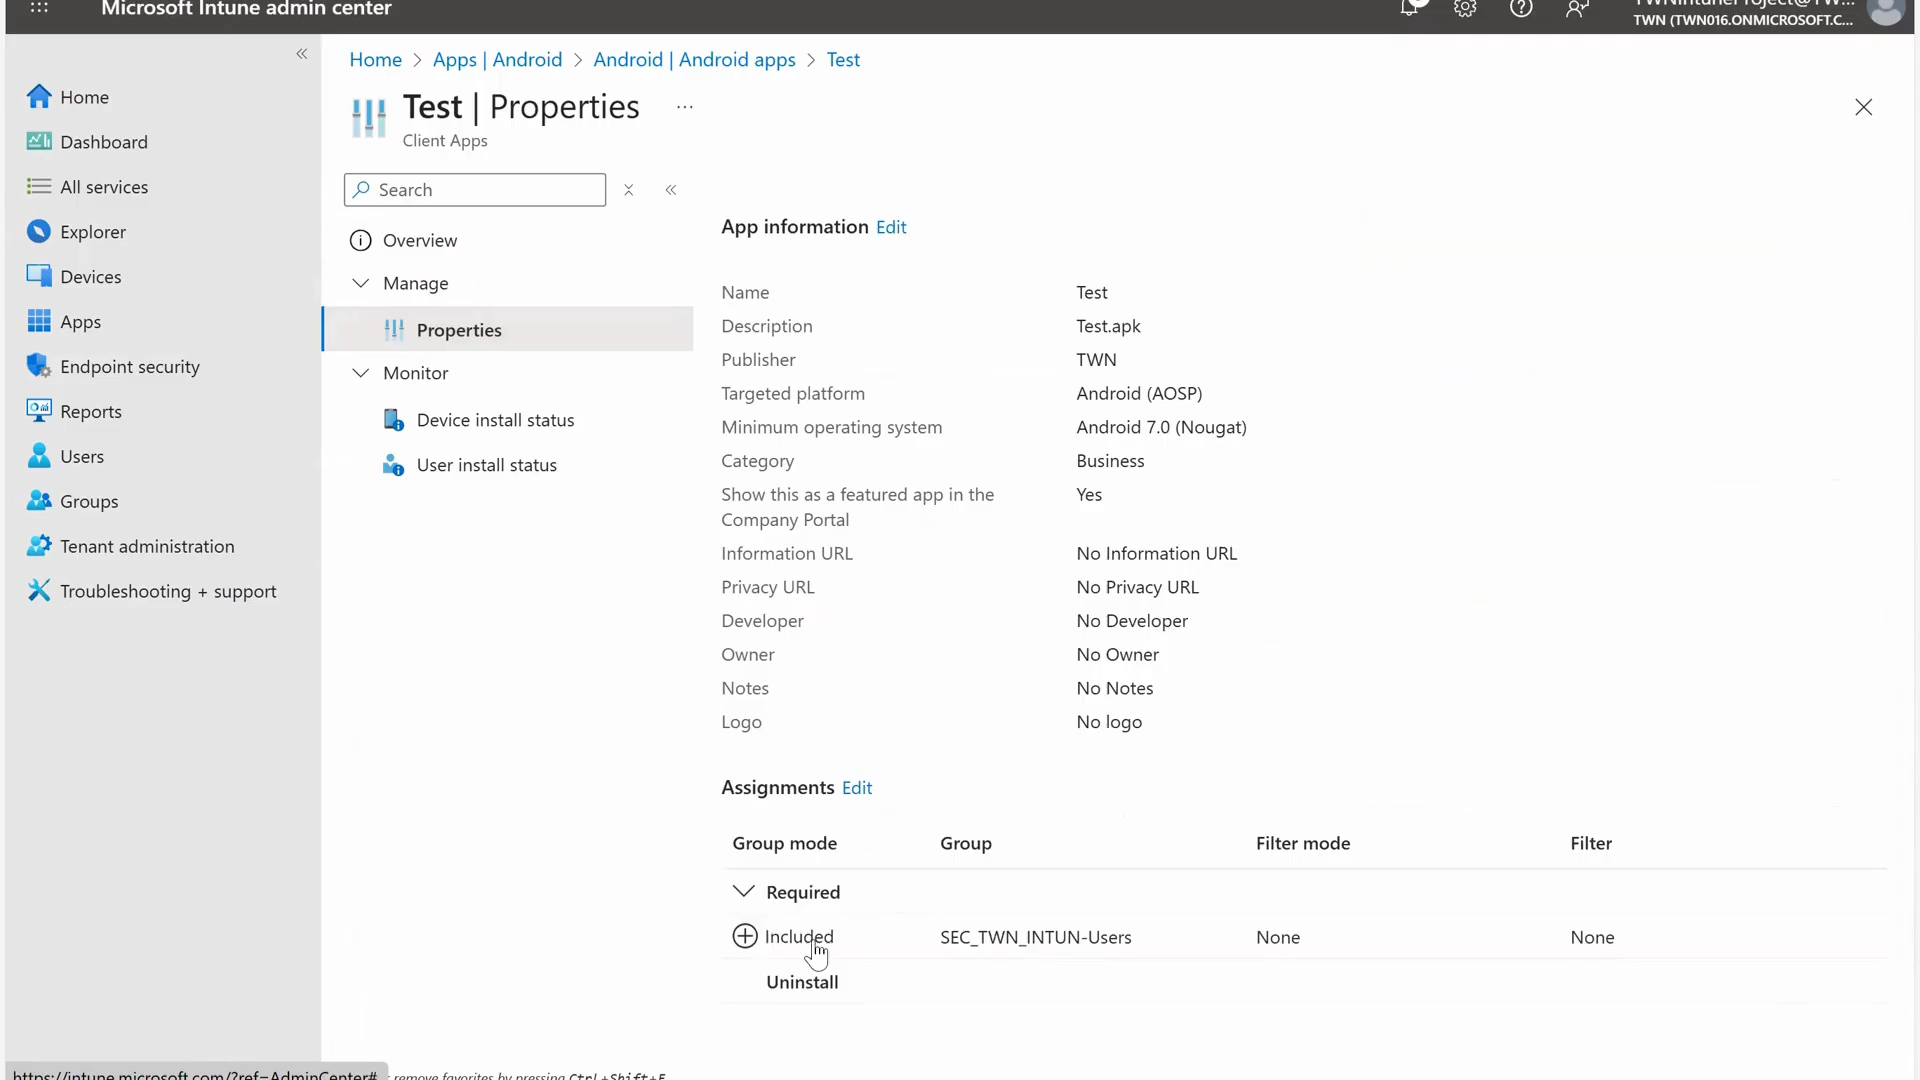 Microsoft Intune admin center
TWN (TWN016.ONMICROSOFT.C...
Home > Apps | Android > Android | Android apps > Test
Test | Properties ...
Client Apps
Search
Home
Dashboard
All services
Explorer
Devices
Apps
Endpoint security
Reports
Users
Groups
Tenant administration
Troubleshooting + support
Overview
Manage
Properties
Monitor
Device install status
User install status
App information Edit
Name Test
Description Test.apk
Publisher TWN
Targeted platform Android (AOSP)
Minimum operating system Android 7.0 (Nougat)
Category Business
Show this as a featured app in the Yes
Company Portal
Information URL No Information URL
Privacy URL No Privacy URL
Developer No Developer
Owner No Owner
Notes No Notes
Logo No logo
Assignments Edit
Group mode Group Filter mode Filter
Required
Included SEC_TWN_INTUN-Users None None
Uninstall
https://intune.microsoft.com/?ref=AdminCenter# remove favorites by pressing Ctrl+Shift+F